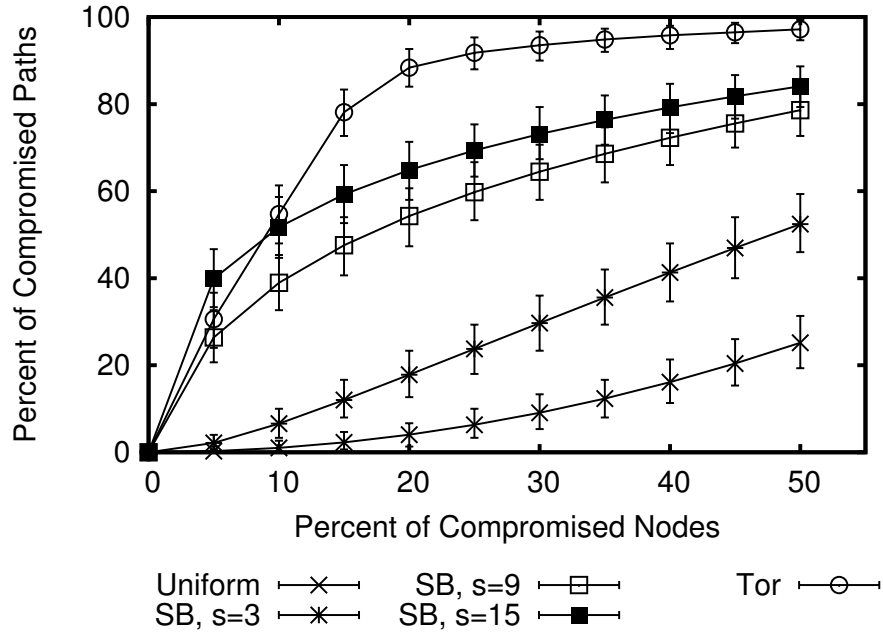 100
80
60
40
20
0
Percent of Compromised Paths
0 10 20 30 40 50
Percent of Compromised Nodes
Uniform SB, s=9 Tor
SB, s=3 SB, s=15